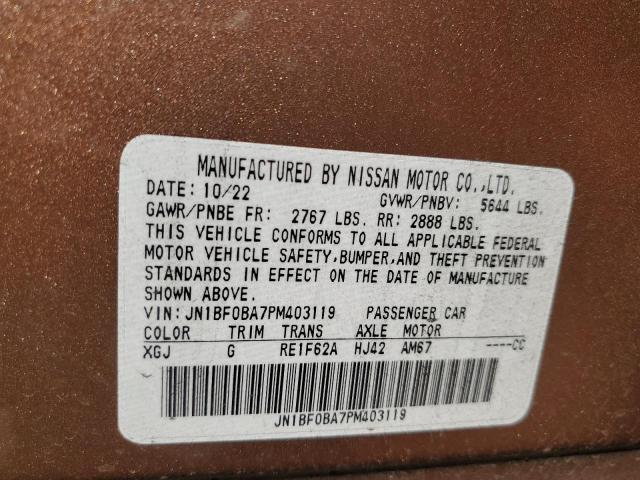 MANUFACTURED BY NISSAN MOTOR CO.,LTD.
DATE: 10/22 GVWR/PNBV: 5644 LBS.
GAWR/PNBE FR: 2767 LBS. RR: 2888 LBS.
THIS VEHICLE CONFORMS TO ALL APPLICABLE FEDERAL
MOTOR VEHICLE SAFETY,BUMPER,AND THEFT PREVENTION
STANDARDS IN EFFECT ON THE DATE OF MANUFACTURE
SHOWN ABOVE.
VIN:JN1BF0BA7PM403119 PASSENGER CAR
COLOR TRIM TRANS AXLE MOTOR
XGJ G RE1F62A HJ42 AM67 ----CC
JN1BF0BA7PM403119